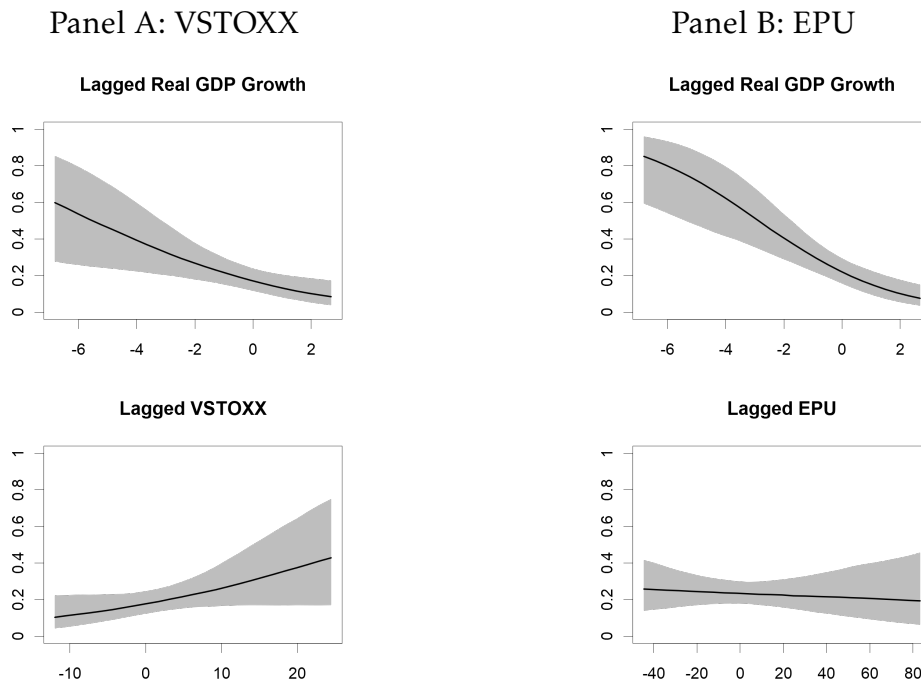 Panel A: VSTOXX
Panel B: EPU
Lagged Real GDP Growth
Lagged Real GDP Growth
1
0.8
0.6
0.4
0.2
0
-6 -4 -2 0 2
1
0.8
0.6
0.4
0.2
0
-6 -4 -2 0 2
Lagged VSTOXX
Lagged EPU
1
0.8
0.6
0.4
0.2
0
-10 0 10 20
1
0.8
0.6
0.4
0.2
0
-40 -20 0 20 40 60 80